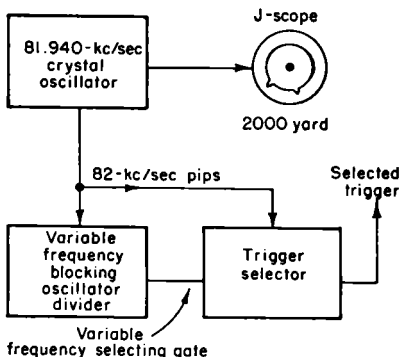 J-scope
81.940-kc/sec
crystal
oscillator
2000 yard
82-kc/sec pips
Selected
trigger
Variable
frequency
blocking
oscillator
divider
Trigger
selector
Variable
frequency selecting gate